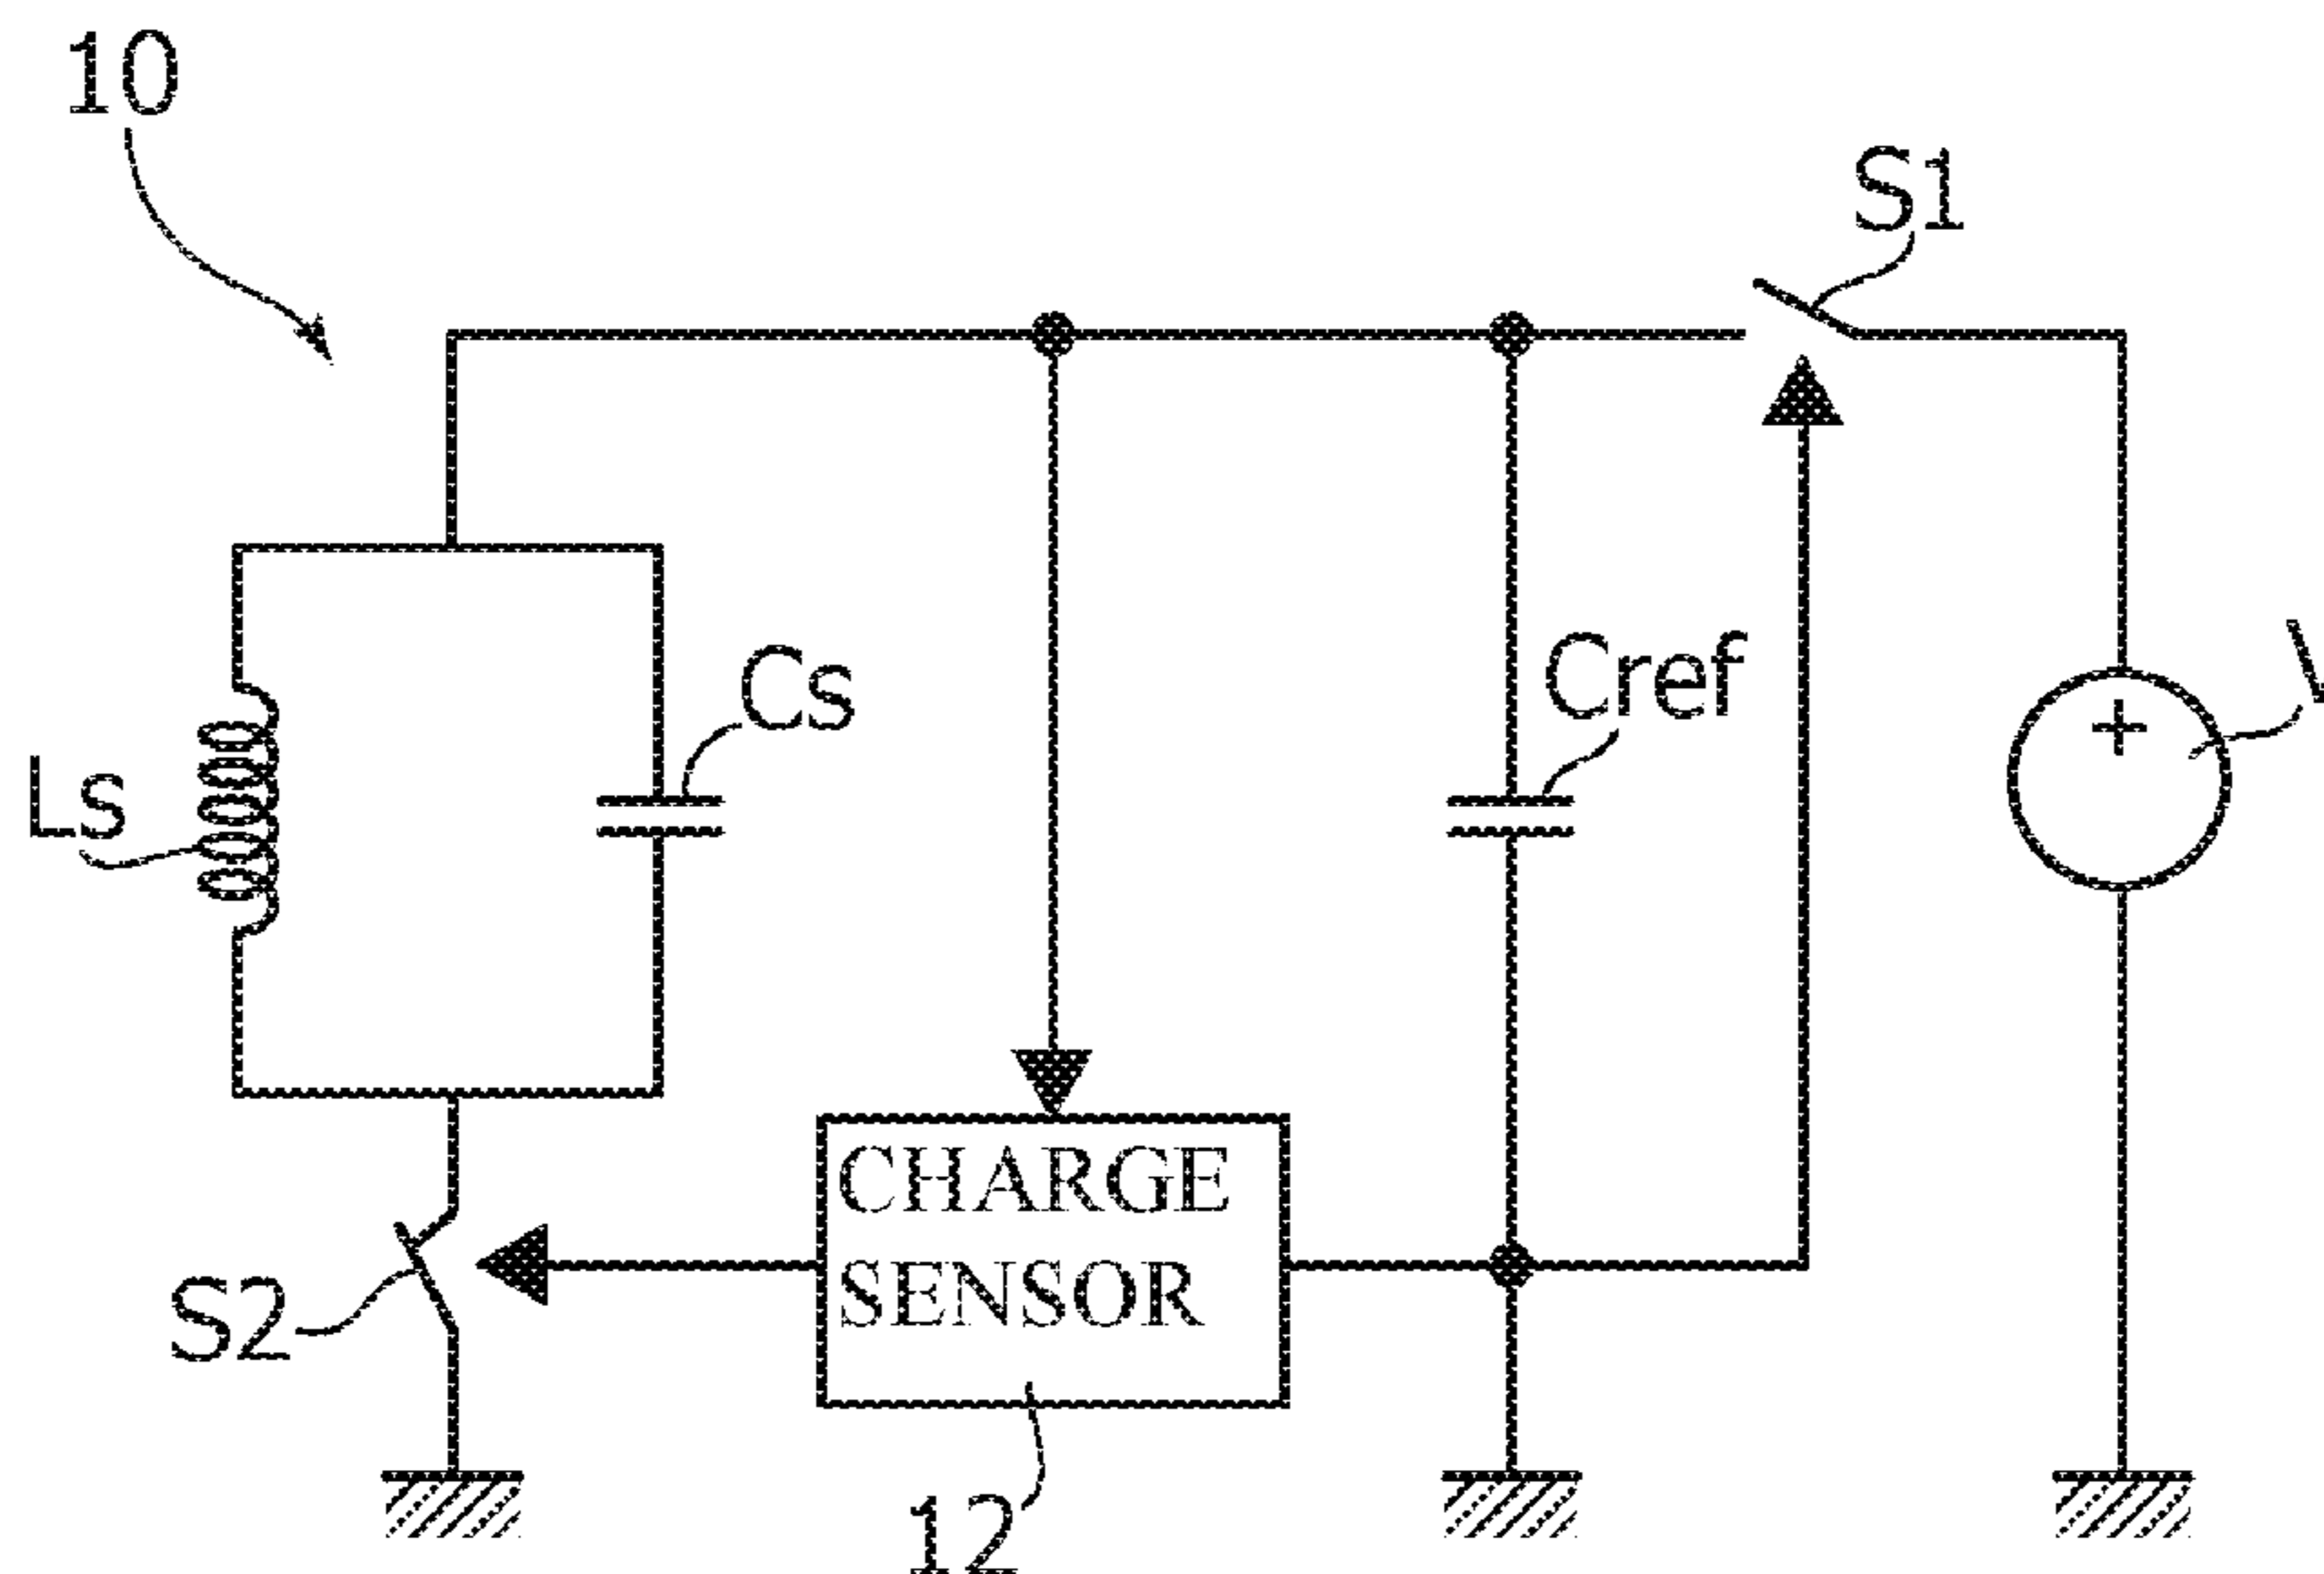 10
S1
Cs
Cref
V
+
Ls
CHARGE
SENSOR
S2
12